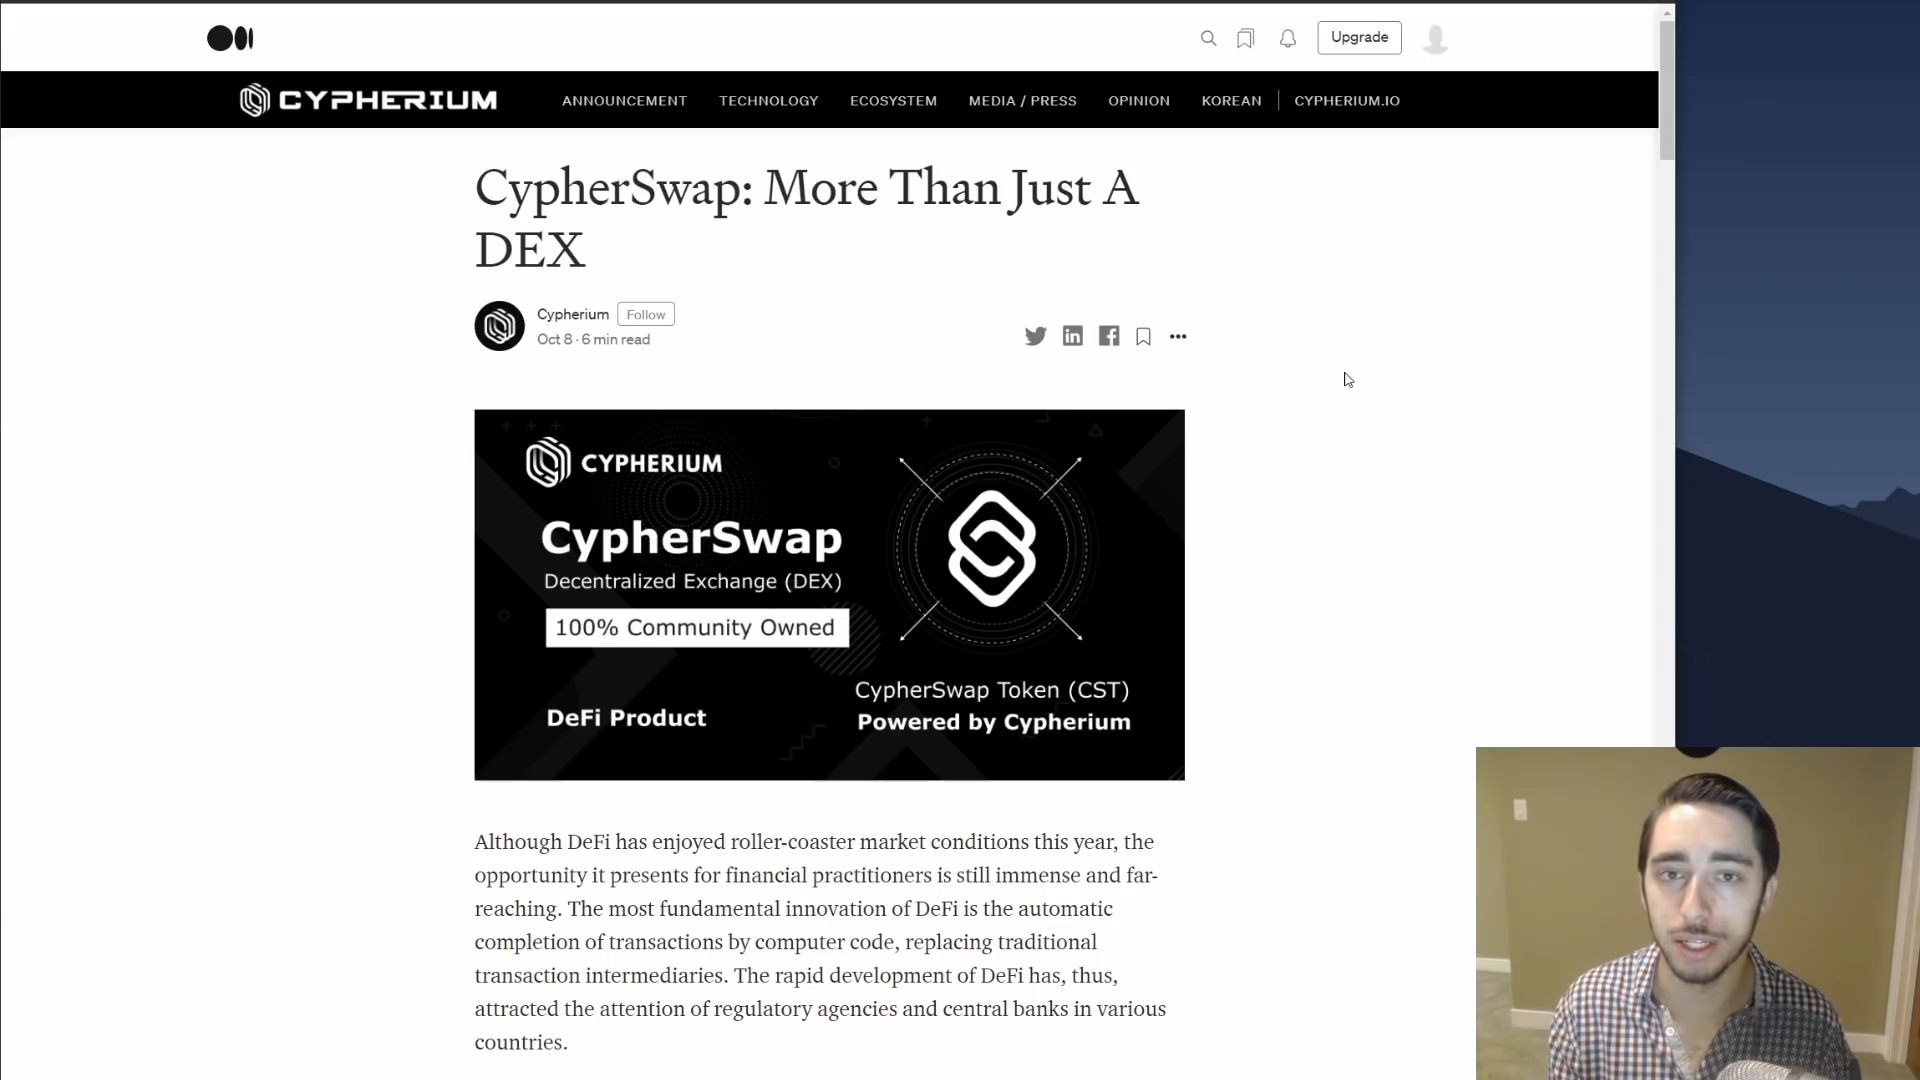 Upgrade
CYPHERIUM
ANNOUNCEMENT TECHNOLOGY ECOSYSTEM MEDIA / PRESS OPINION KOREAN CYPHERIUM.IO
CypherSwap: More Than Just A
DEX
Cypherium Follow
Oct 8 · 6 min read
CYPHERIUM
CypherSwap
Decentralized Exchange (DEX)
100% Community Owned
DeFi Product
CypherSwap Token (CST)
Powered by Cypherium
Although DeFi has enjoyed roller-coaster market conditions this year, the
opportunity it presents for financial practitioners is still immense and far-
reaching. The most fundamental innovation of DeFi is the automatic
completion of transactions by computer code, replacing traditional
transaction intermediaries. The rapid development of DeFi has, thus,
attracted the attention of regulatory agencies and central banks in various
countries.